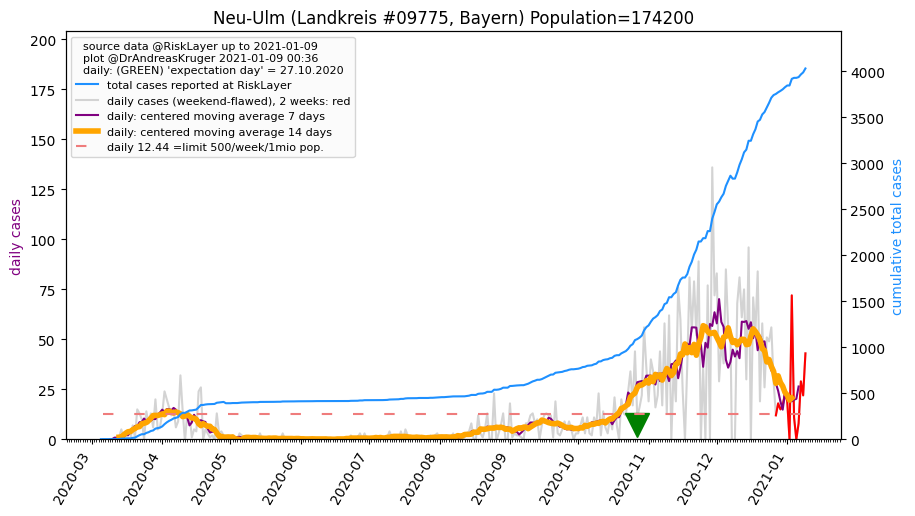 Neu-Ulm (Landkreis #09775, Bayern) Population=174200
source data @RiskLayer up to 2021-01-09
plot @DrAndreasKruger 2021-01-09 00:36
daily: (GREEN) 'expectation day' = 27.10.2020
total cases reported at RiskLayer
daily cases (weekend-flawed), 2 weeks: red
daily: centered moving average 7 days
daily: centered moving average 14 days
daily 12.44 =limit 500/week/1mio pop.
daily cases
200
175
150
125
100
75
50
25
0
cumulative total cases
4000
3500
3000
2500
2000
1500
1000
500
0
2020-03
2020-04
2020-05
2020-06
2020-07
2020-08
2020-09
2020-10
2020-11
2020-12
2021-01